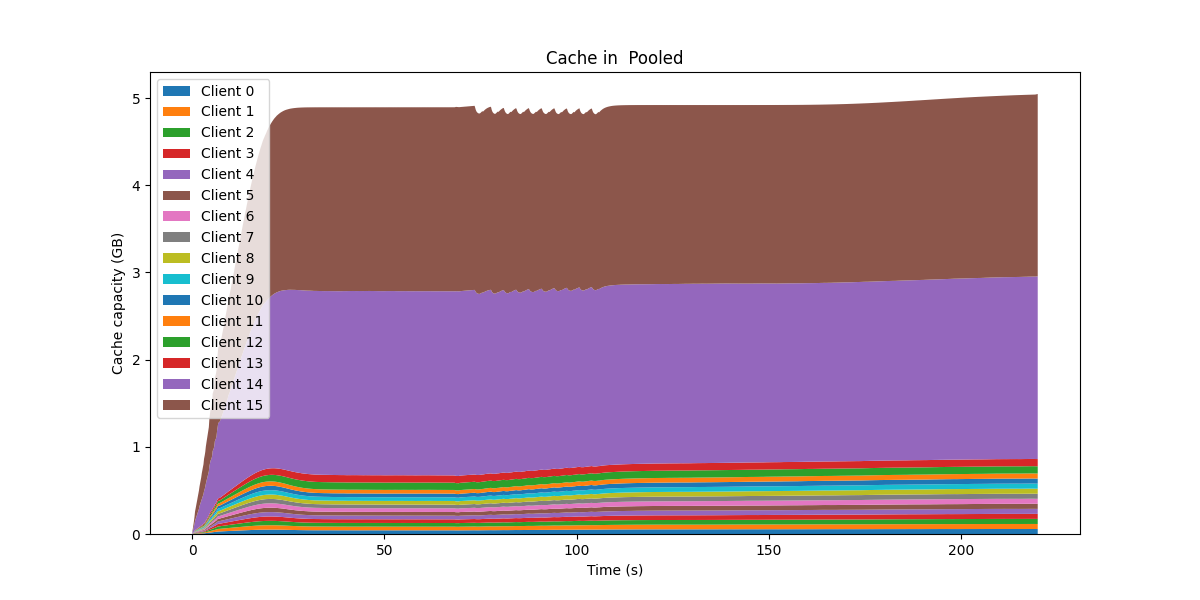 Cache in  Pooled
Cache capacity (GB)
5
4
3
2
1
0
Client 0
Client 1
Client 2
Client 3
Client 4
Client 5
Client 6
Client 7
Client 8
Client 9
Client 10
Client 11
Client 12
Client 13
Client 14
Client 15
0 50 100 150 200
Time (s)